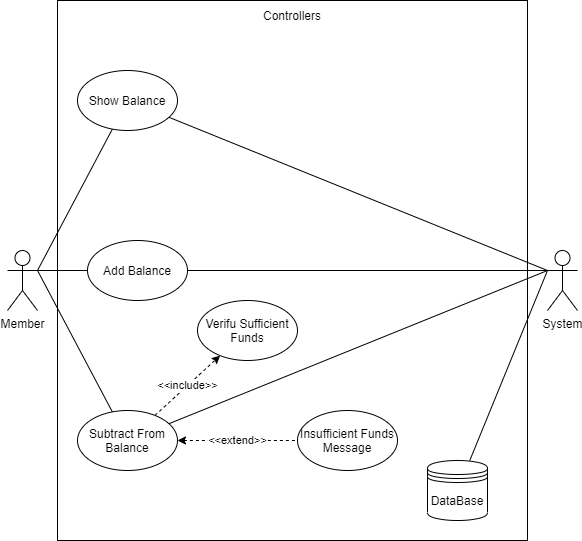 Controllers
Show Balance
Add Balance
Member
System
Verifu Sufficient
Funds
<<include>>
Subtract From
Balance
<<extend>>
Insufficient Funds
Message
DataBase